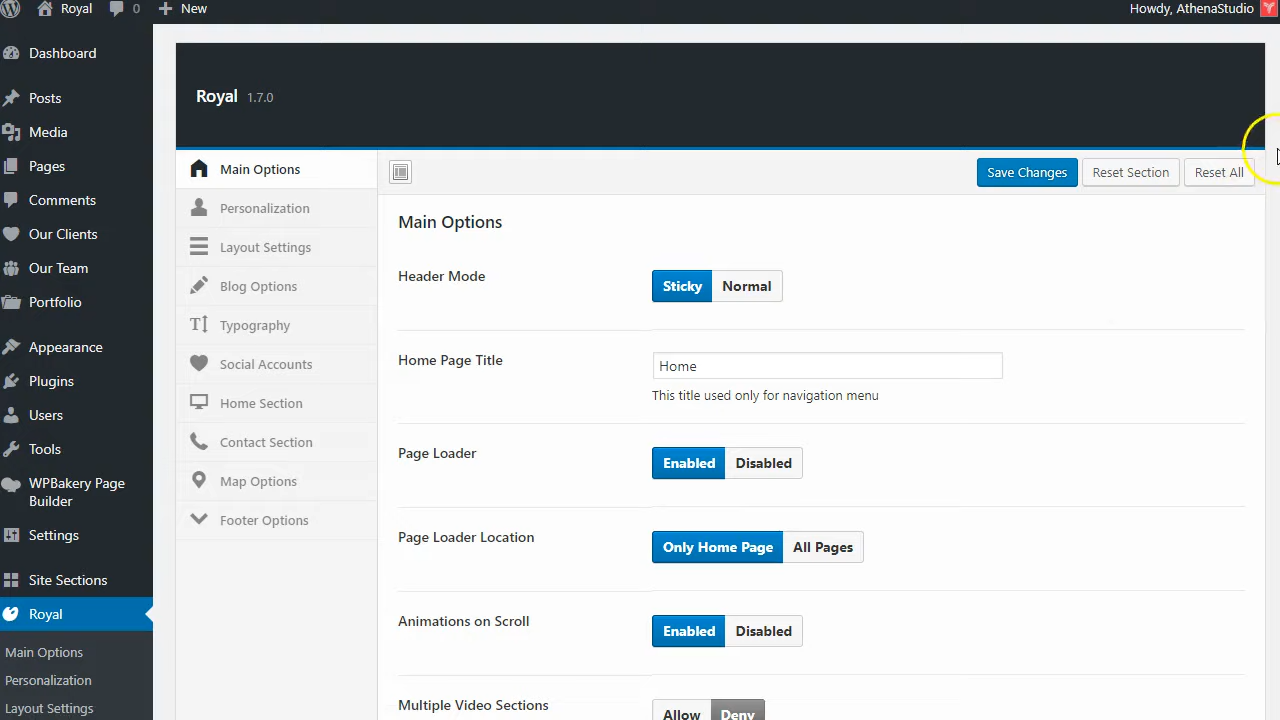 Royal
0
New
Howdy, AthenaStudio
Dashboard
Posts
Media
Pages
Comments
Our Clients
Our Team
Portfolio
Appearance
Plugins
Users
Tools
WPBakery Page
Builder
Settings
Site Sections
Royal
Main Options
Personalization
Layout Settings
Royal 1.7.0
Main Options
Personalization
Layout Settings
Blog Options
Typography
Social Accounts
Home Section
Contact Section
Map Options
Footer Options
Save Changes Reset Section Reset All
Main Options
Header Mode Sticky Normal
Home Page Title Home
This title used only for navigation menu
Page Loader Enabled Disabled
Page Loader Location Only Home Page All Pages
Animations on Scroll Enabled Disabled
Multiple Video Sections Allow Deny